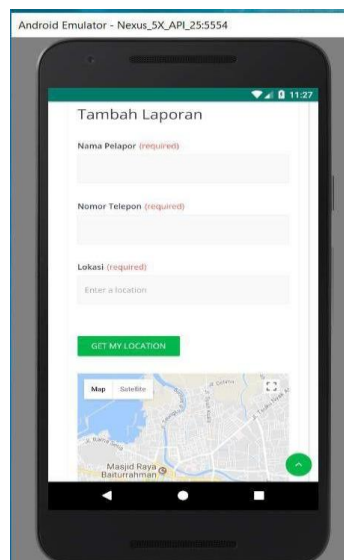 Android Emulator - Nexus_5X_API_25:5554
11:27
Tambah Laporan
Nama Pelapor (required)
Nomor Telepon (required)
Lokasi (required)
Enter a location
GET MY LOCATION
Map Satellite
Masjid Raya
Baiturrahman